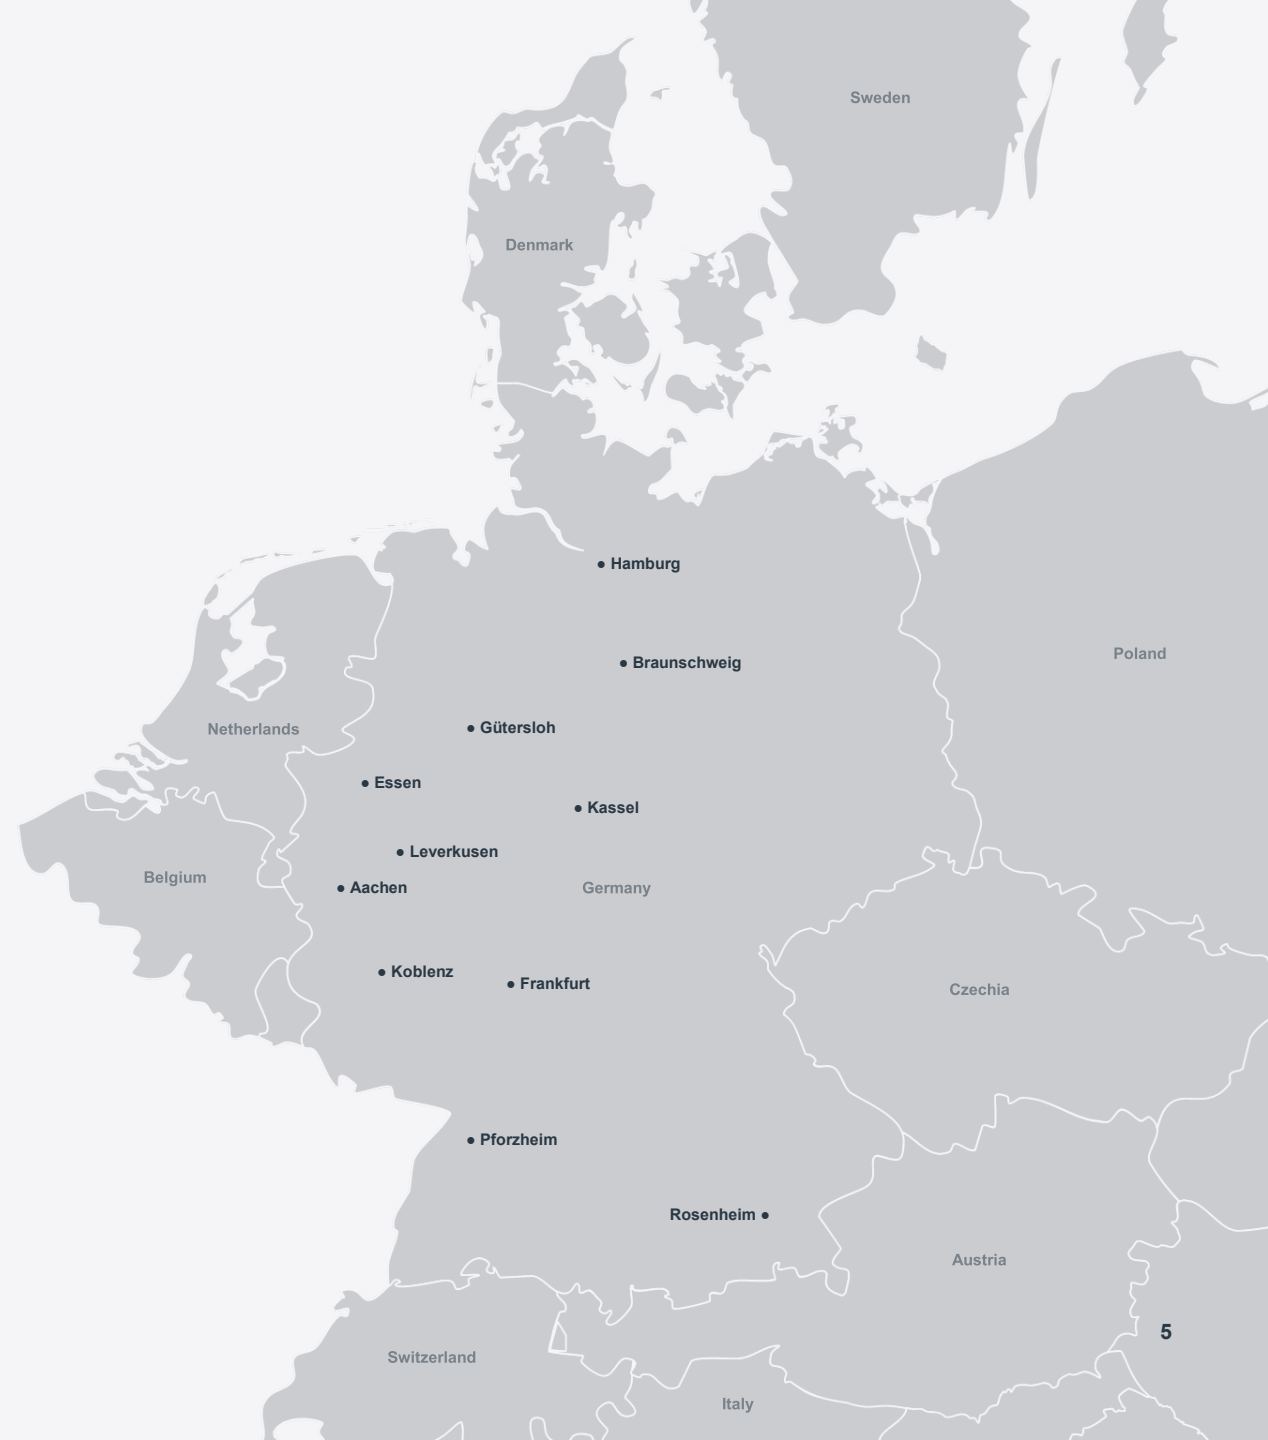 Sweden
Denmark
● Hamburg
Poland
● Braunschweig
● Gütersloh
Netherlands
● Essen
● Kassel
● Leverkusen
Belgium
● Aachen
Germany
● Koblenz
● Frankfurt
Czechia
● Pforzheim
Rosenheim ●
Austria
5
Switzerland
Italy